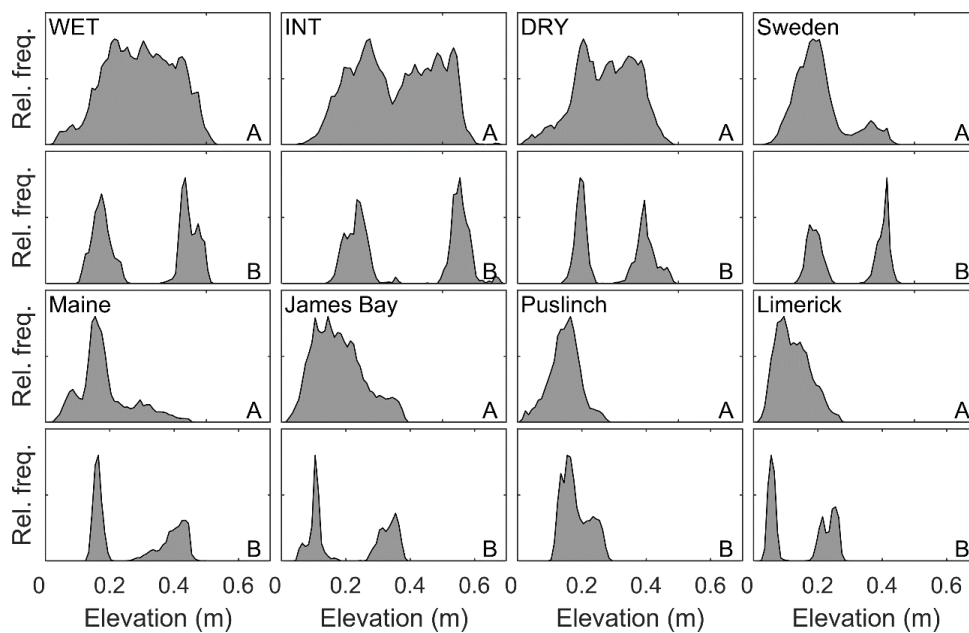 WET INT DRY Sweden
Rel. freq. A A A A
Rel. freq. B B B B
Maine James Bay Puslinch Limerick
Rel. freq. A A A A
Rel. freq. B B B B
0 0.2 0.4 0.6 0 0.2 0.4 0.6 0 0.2 0.4 0.6 0 0.2 0.4 0.6
Elevation (m) Elevation (m) Elevation (m) Elevation (m)